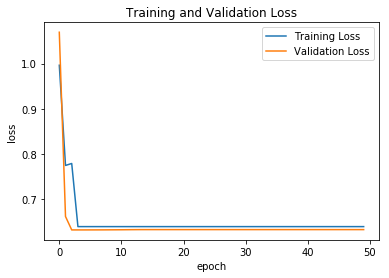 Training and Validation Loss
Training Loss
Validation Loss
1.0
0.9
0.8
0.7
loss
0 10 20 30 40 50
epoch